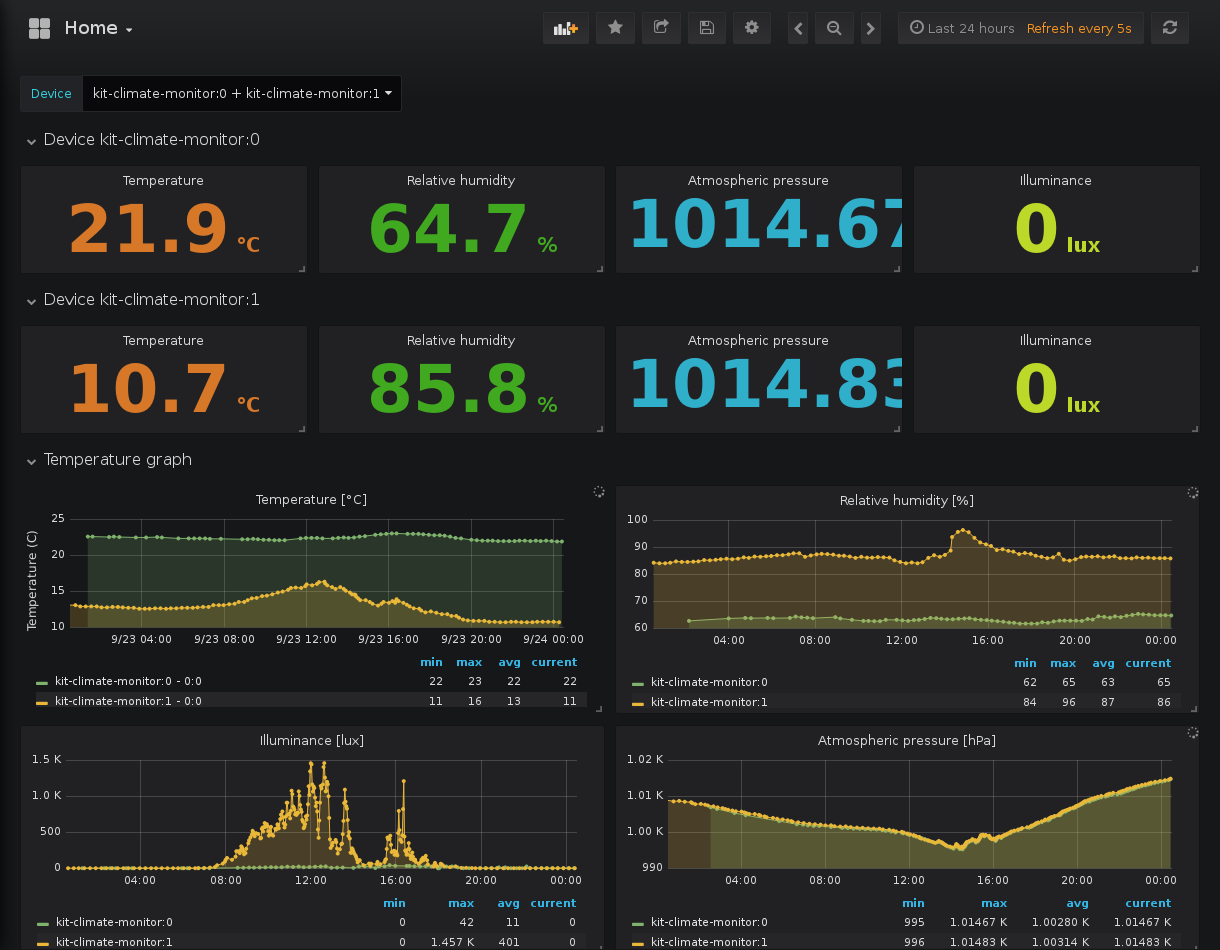 Home
Last 24 hours Refresh every 5s
Device kit-climate-monitor:0 + kit-climate-monitor:1
Device kit-climate-monitor:0
Temperature Relative humidity Atmospheric pressure Illuminance
21.9 °C 64.7 % 1014.67 0 lux
Device kit-climate-monitor:1
Temperature Relative humidity Atmospheric pressure Illuminance
10.7 °C 85.8 % 1014.83 0 lux
Temperature graph
Temperature [°C]
Temperature (C)
25
20
15
10
9/23 04:00 9/23 08:00 9/23 12:00 9/23 16:00 9/23 20:00 9/24 00:00
min max avg current
kit-climate-monitor:0 - 0:0 22 23 22 22
kit-climate-monitor:1 - 0:0 11 16 13 11
Relative humidity [%]
100
90
80
70
60
04:00 08:00 12:00 16:00 20:00 00:00
min max avg current
kit-climate-monitor:0 62 65 63 65
kit-climate-monitor:1 84 96 87 86
Illuminance [lux]
1.5 K
1.0 K
500
0
04:00 08:00 12:00 16:00 20:00 00:00
min max avg current
kit-climate-monitor:0 0 42 11 0
kit-climate-monitor:1 0 1.457 K 401 0
Atmospheric pressure [hPa]
1.02 K
1.01 K
1.00 K
990
04:00 08:00 12:00 16:00 20:00 00:00
min max avg current
kit-climate-monitor:0 995 1.01467 K 1.00280 K 1.01467 K
kit-climate-monitor:1 996 1.01483 K 1.00314 K 1.01483 K